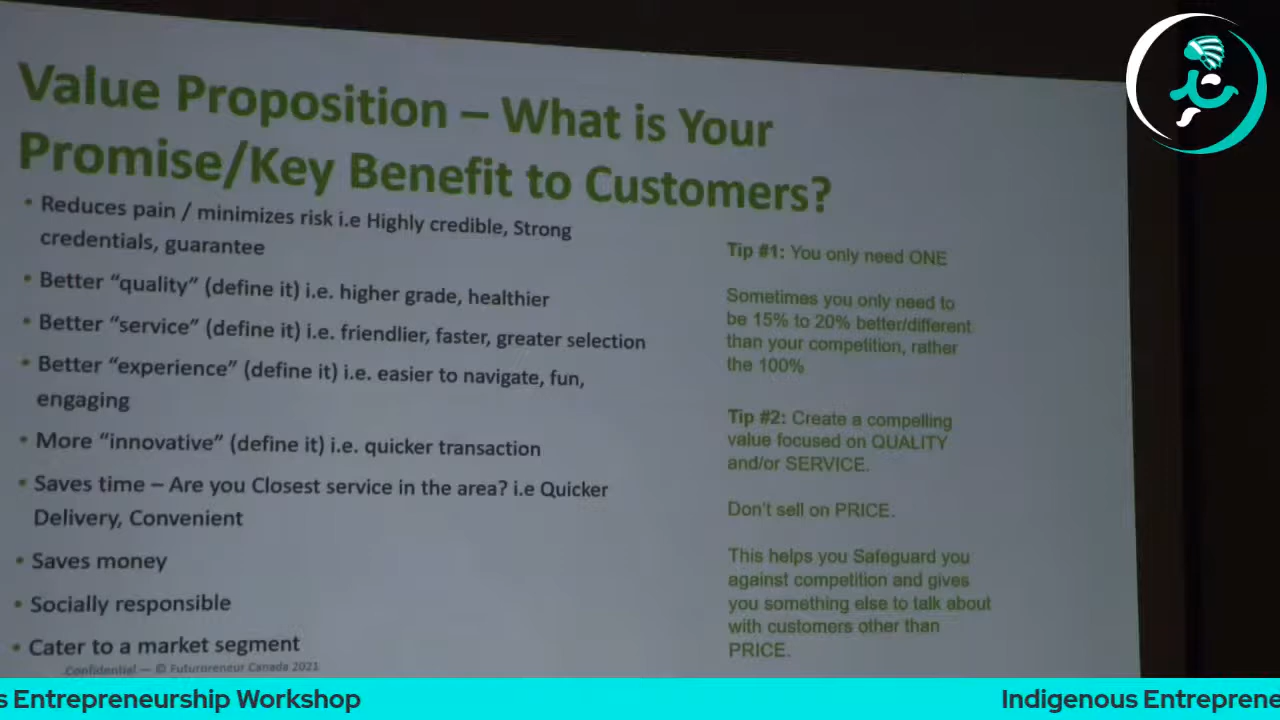 Value Proposition – What is Your
Promise/Key Benefit to Customers?
• Reduces pain / minimizes risk i.e Highly credible, Strong
credentials, guarantee
• Better “quality” (define it) i.e. higher grade, healthier
• Better “service” (define it) i.e. friendlier, faster, greater selection
• Better “experience” (define it) i.e. easier to navigate, fun,
engaging
• More “innovative” (define it) i.e. quicker transaction
• Saves time – Are you Closest service in the area? i.e Quicker
Delivery, Convenient
• Saves money
• Socially responsible
• Cater to a market segment
Confidential — © Futurpreneur Canada 2021
Tip #1: You only need ONE
Sometimes you only need to
be 15% to 20% better/different
than your competition, rather
the 100%
Tip #2: Create a compelling
value focused on QUALITY
and/or SERVICE.
Don't sell on PRICE.
This helps you Safeguard you
against competition and gives
you something else to talk about
with customers other than
PRICE.
s Entrepreneurship Workshop
Indigenous Entreprene